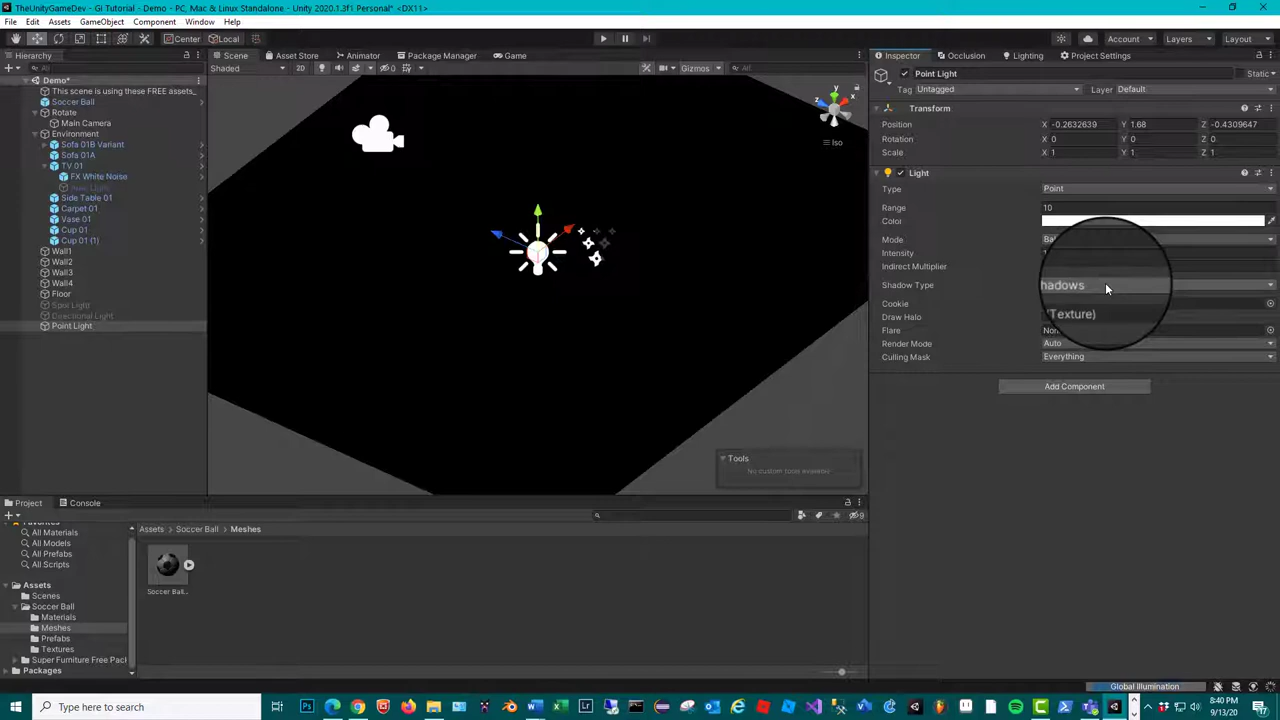 TheUnityGameDev - GI Tutorial - Demo - PC, Mac & Linux Standalone - Unity 2020.1.3f1 Personal* <DX11>
File Edit Assets GameObject Component Window Help
Center Local Account Layers Layout
Hierarchy Scene Asset Store Animator Package Manager Game Inspector Occlusion Lighting Project Settings
All Shaded 2D 0 Gizmos All
Point Light Static
Tag Untagged Layer Default
Demo*
This scene is using these FREE assets_
Soccer Ball
Rotate
Main Camera
Environment
Sofa 01B Variant
Sofa 01A
TV 01
FX White Noise
Side Table 01
Carpet 01
Vase 01
Cup 01
Cup 01 (1)
Wall1
Wall2
Wall3
Wall4
Floor
Spot Light
Directional Light
Point Light
y
x
z
Iso
Tools
No custom tools available
Transform
Position X -0.2632639 Y 1.68 Z -0.4309647
Rotation X 0 Y 0 Z 0
Scale X 1 Y 1 Z 1
Light
Type Point
Range 10
Color
Mode
Intensity
Indirect Multiplier
Shadow Type hadows
Cookie (Texture)
Draw Halo
Flare
Render Mode Auto
Culling Mask Everything
Add Component
Project Console
9
Favorites
All Materials
All Models
All Prefabs
All Scripts
Assets
Scenes
Soccer Ball
Materials
Meshes
Prefabs
Textures
Super Furniture Free Pack
Packages
Assets > Soccer Ball > Meshes
Soccer Ball..
Global Illumination
Type here to search
8:40 PM
9/13/20